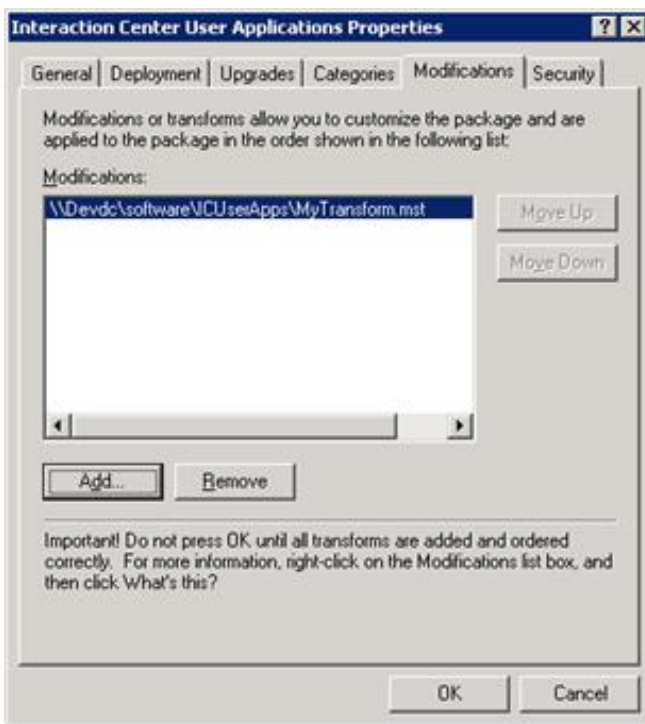 Interaction Center User Applications Properties
General Deployment Upgrades Categories Modifications Security
Modifications or transforms allow you to customize the package and are
applied to the package in the order shown in the following list:
Modifications:
\\Devdc\software\ICUserApps\MyTransform.mst
Move Up
Move Down
Add... Remove
Important! Do not press OK until all transforms are added and ordered
correctly. For more information, right-click on the Modifications list box, and
then click What's this?
OK Cancel